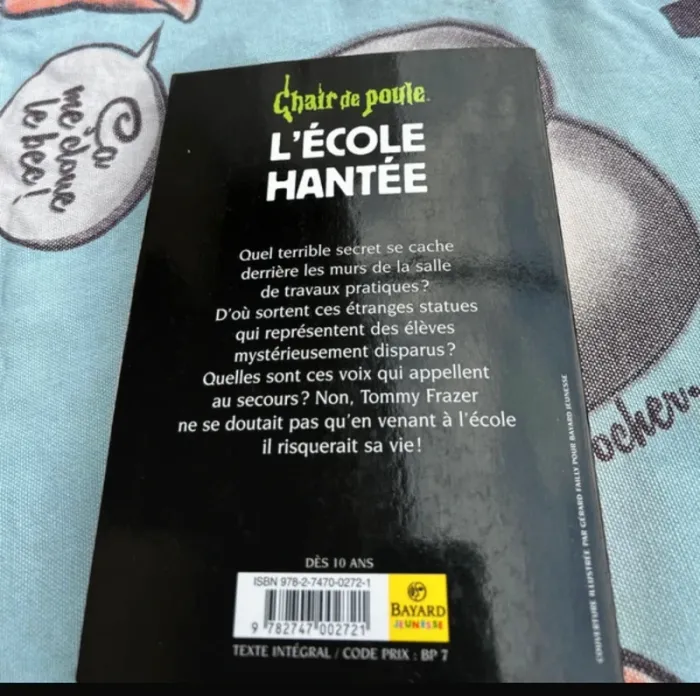 Ça
me cloue
le bec!
Chair de poule
L'ÉCOLE
HANTÉE
Quel terrible secret se cache
derrière les murs de la salle
de travaux pratiques?
D'où sortent ces étranges statues
qui représentent des élèves
mystérieusement disparus?
Quelles sont ces voix qui appellent
au secours? Non, Tommy Frazer
ne se doutait pas qu'en venant à l'école
il risquerait sa vie!
COUVERTURE ILLUSTRÉE PAR GÉRARD FAILLY POUR BAYARD JEUNESSE
DÈS 10 ANS
ISBN 978-2-7470-0272-1
9 782747 002721
BAYARD
JEUNESSE
TEXTE INTÉGRAL / CODE PRIX : BP 7